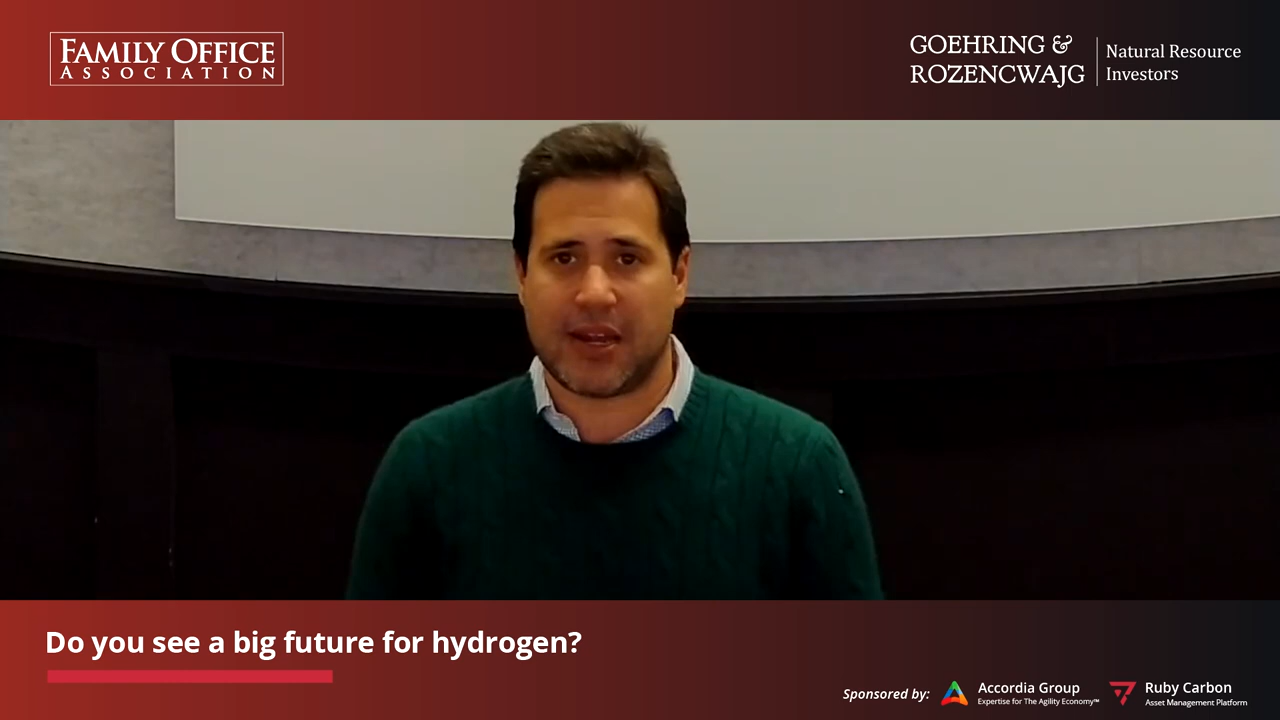 FAMILY OFFICE
ASSOCIATION
GOEHRING &
ROZENCWAJG
Natural Resource
Investors
Do you see a big future for hydrogen?
Sponsored by:
Accordia Group
Expertise for The Agility Economy™
Ruby Carbon
Asset Management Platform